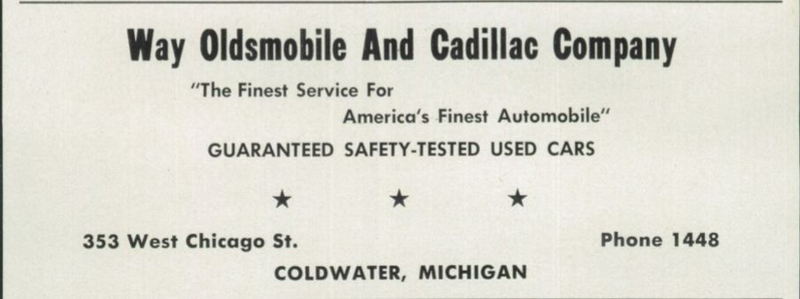 Way Oldsmobile And Cadillac Company
"The Finest Service For
America's Finest Automobile"
GUARANTEED SAFETY-TESTED USED CARS
353 West Chicago St. Phone 1448
COLDWATER, MICHIGAN